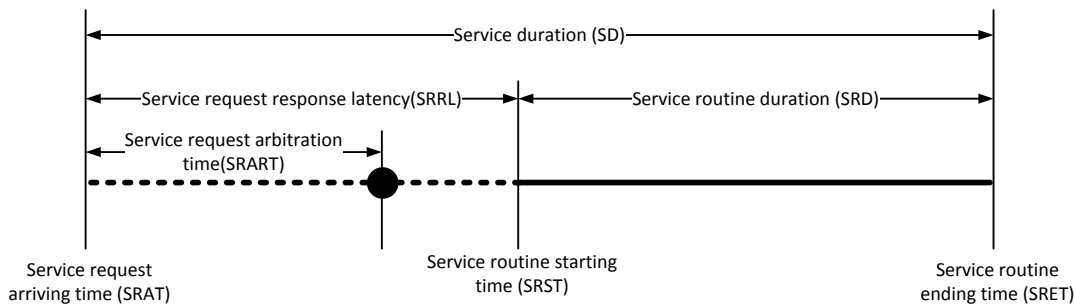 Service duration (SD)
Service request response latency(SRRL)
Service routine duration (SRD)
Service request arbitration
time(SRART)
Service request
arriving time (SRAT)
Service routine starting
time (SRST)
Service routine
ending time (SRET)